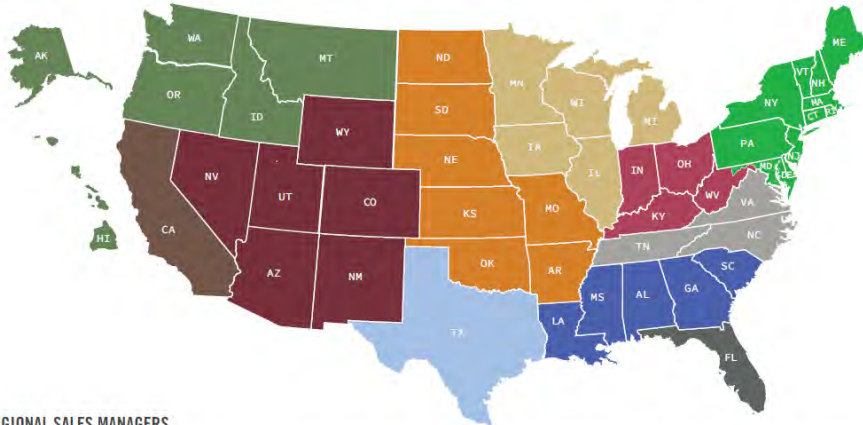 AK
WA
MT
ND
MN
ME
VT
NH
OR
ID
SD
WI
MI
NY
MA
CT
RI
WY
NE
IA
PA
NJ
NV
UT
CO
IL
IN
OH
MD
DE
WV
VA
CA
KS
MO
KY
HI
TN
NC
AZ
NM
OK
AR
SC
MS
AL
GA
LA
TX
FL
GIONAL SALES MANAGERS